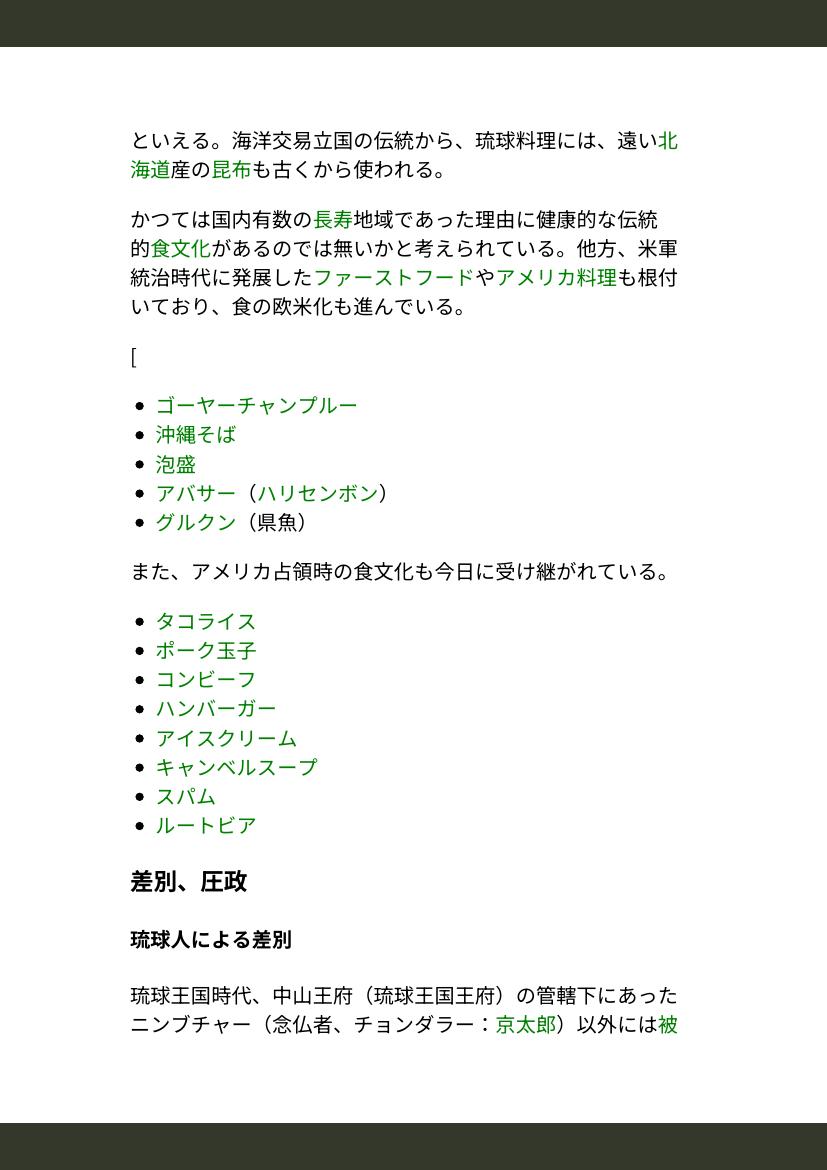 といえる。海洋交易立国の伝統から、琉球料理には、遠い北
海道産の昆布も古くから使われる。
かつては国内有数の長寿地域であった理由に健康的な伝統
的食文化があるのでは無いかと考えられている。他方、米軍
統治時代に発展したファーストフードやアメリカ料理も根付
いており、食の欧米化も進んでいる。
[
• ゴーヤーチャンプルー
• 沖縄そば
• 泡盛
• アバサー（ハリセンボン）
• グルクン（県魚）
また、アメリカ占領時の食文化も今日に受け継がれている。
• タコライス
• ポーク玉子
• コンビーフ
• ハンバーガー
• アイスクリーム
• キャンベルスープ
• スパム
• ルートビア
差別、圧政
琉球人による差別
琉球王国時代、中山王府（琉球王国王府）の管轄下にあった
ニンブチャー（念仏者、チョンダラー：京太郎）以外には被